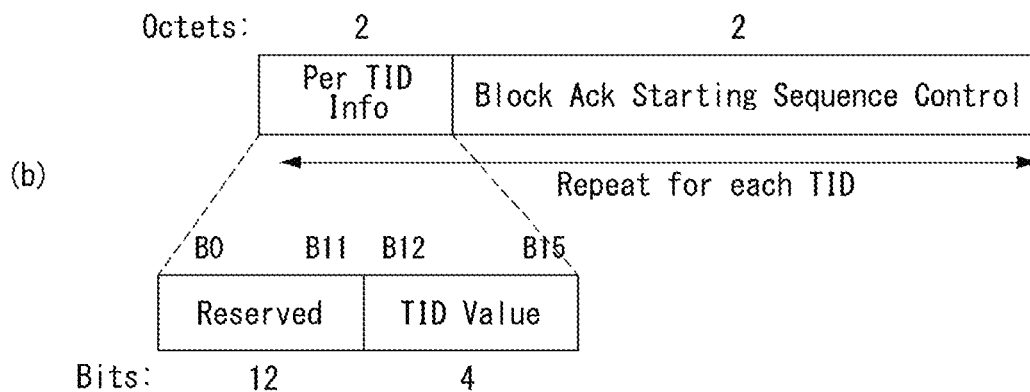 Octets: 2 2
Per TID
Info
Block Ack Starting Sequence Control
(b)
Repeat for each TID
B0 B11 B12 B15
Reserved TID Value
Bits: 12 4